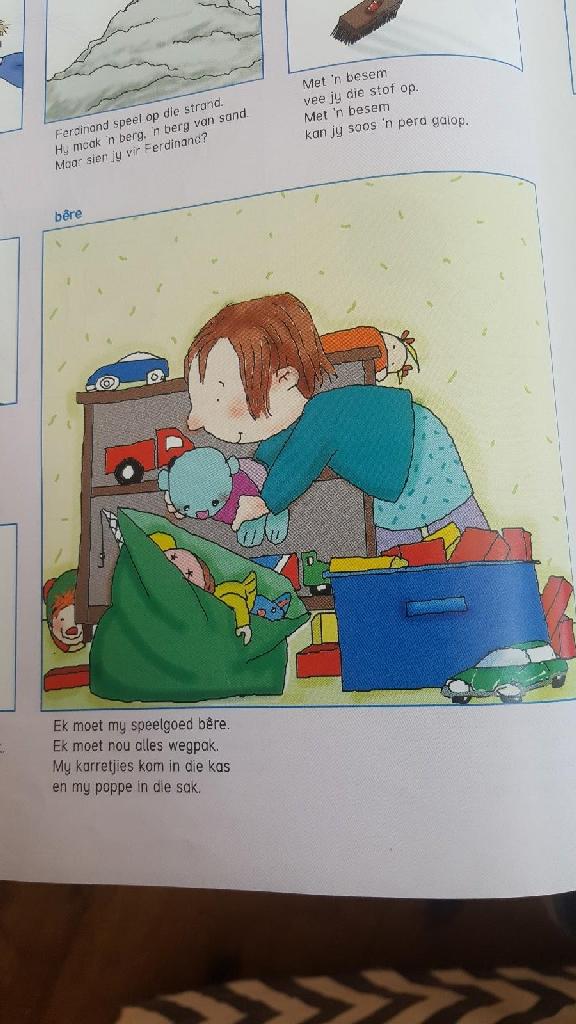 Ferdinand speel op die strand.
Hy maak 'n berg, 'n berg van sand.
Maar sien jy vir Ferdinand?
Met 'n besem
vee jy die stof op.
Met 'n besem
kan jy soos 'n perd galop.
bêre
Ek moet my speelgoed bêre.
Ek moet nou alles wegpak.
My karretjies kom in die kas
en my poppe in die sak.